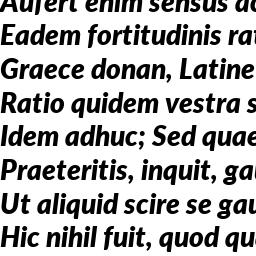 Aufert enim sensus
Eadem fortitudinis
Graece donan, Latine
Ratio quidem vestra
Idem adhuc; Sed quae
Praeteritis, inquit,
Ut aliquid scire se
Hic nihil fuit, quod